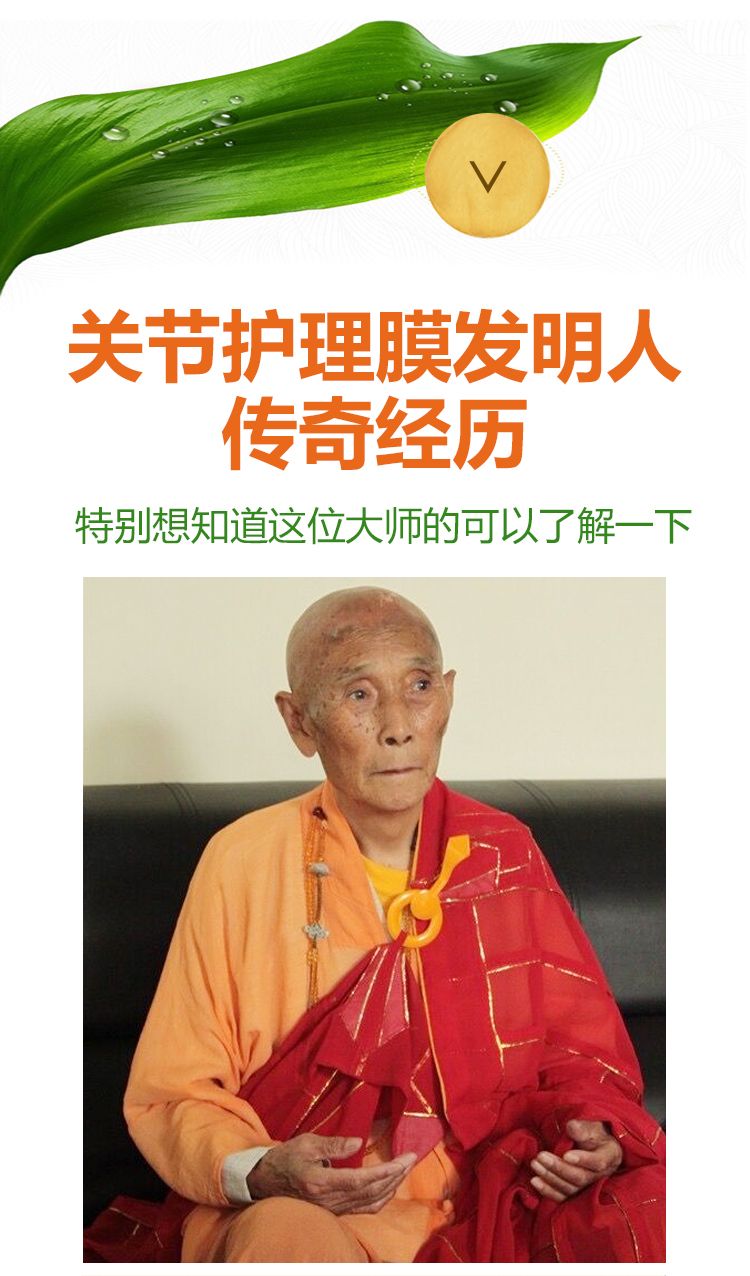 关节护理膜发明人
传奇经历
特别想知道这位大师的可以了解一下